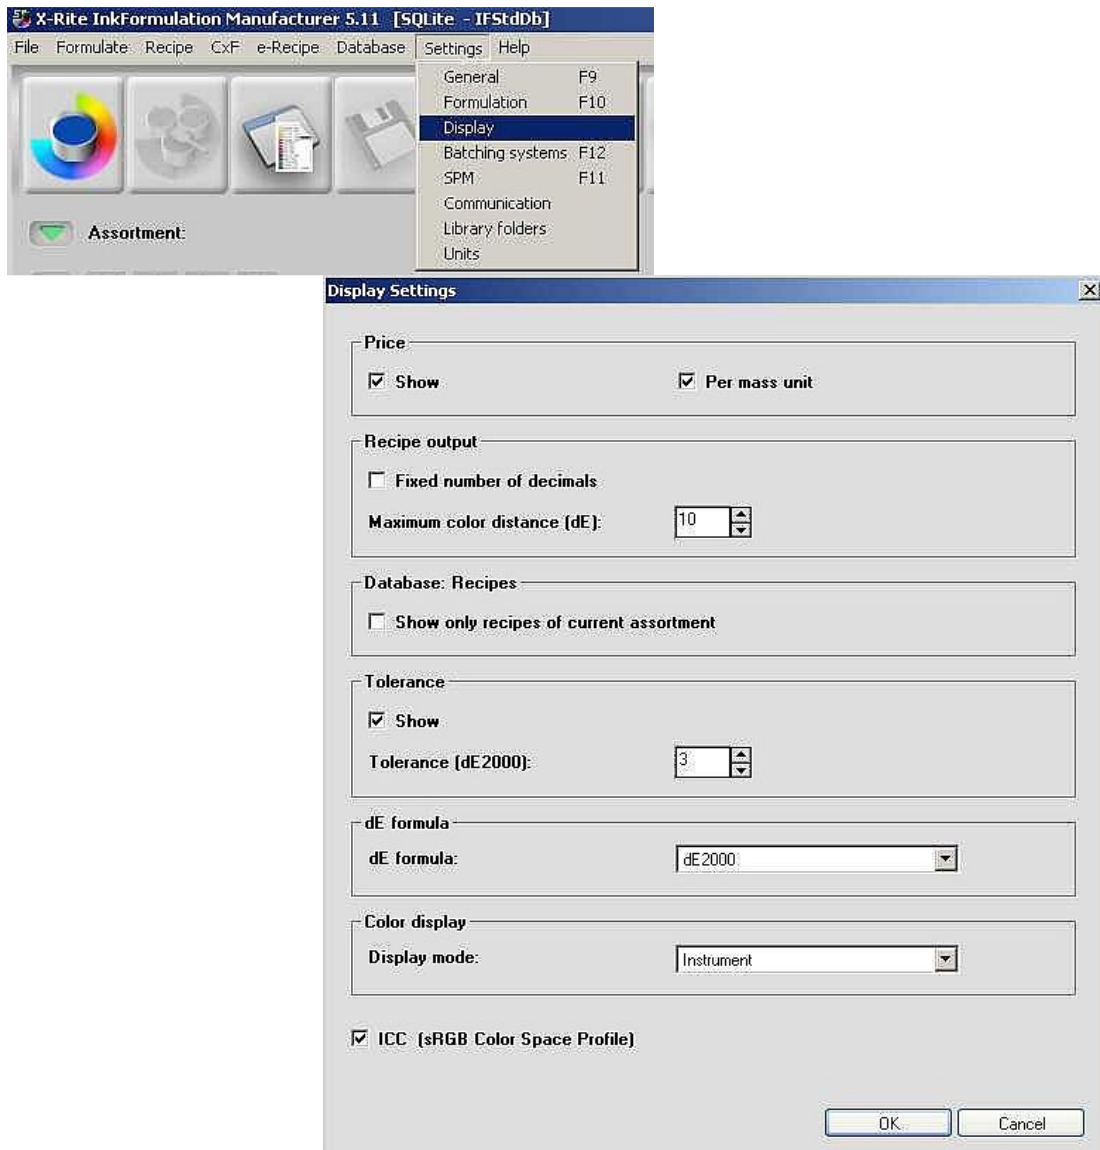 X-Rite InkFormulation Manufacturer 5.11 [SQLite - IFStdDb]
File Formulate Recipe CxF e-Recipe Database Settings Help
General F9
Formulation F10
Display
Batching systems F12
SPM F11
Communication
Library folders
Units
Assortment:
Display Settings
Price
Show Per mass unit
Recipe output
Fixed number of decimals
Maximum color distance (dE): 10
Database: Recipes
Show only recipes of current assortment
Tolerance
Show
Tolerance (dE2000): 3
dE formula
dE formula: dE2000
Color display
Display mode: Instrument
ICC (sRGB Color Space Profile)
OK Cancel